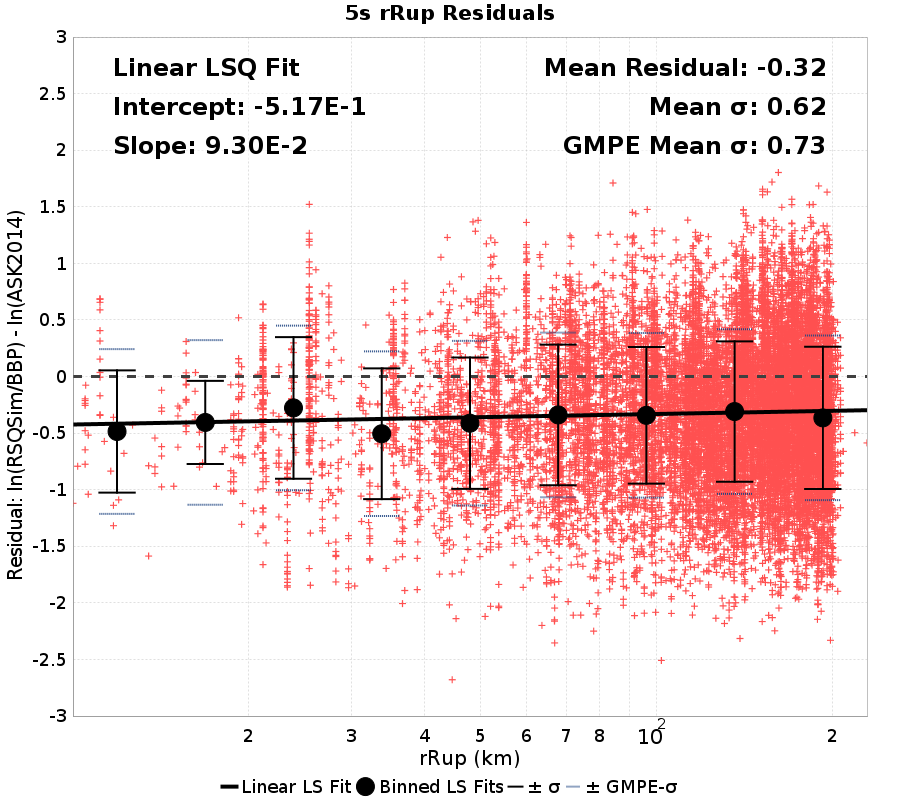 5s rRup Residuals
Linear LSQ Fit
Intercept: -5.17E-1
Slope: 9.30E-2
Mean Residual: -0.32
Mean σ: 0.62
GMPE Mean σ: 0.73
Residual: ln(RSQSim/BBP) - ln(ASK2014)
3
2.5
2
1.5
1
0.5
0
-0.5
-1
-1.5
-2
-2.5
-3
2 3 4 5 6 7 8 10² 2
rRup (km)
Linear LS Fit Binned LS Fits ± σ ± GMPE-σ